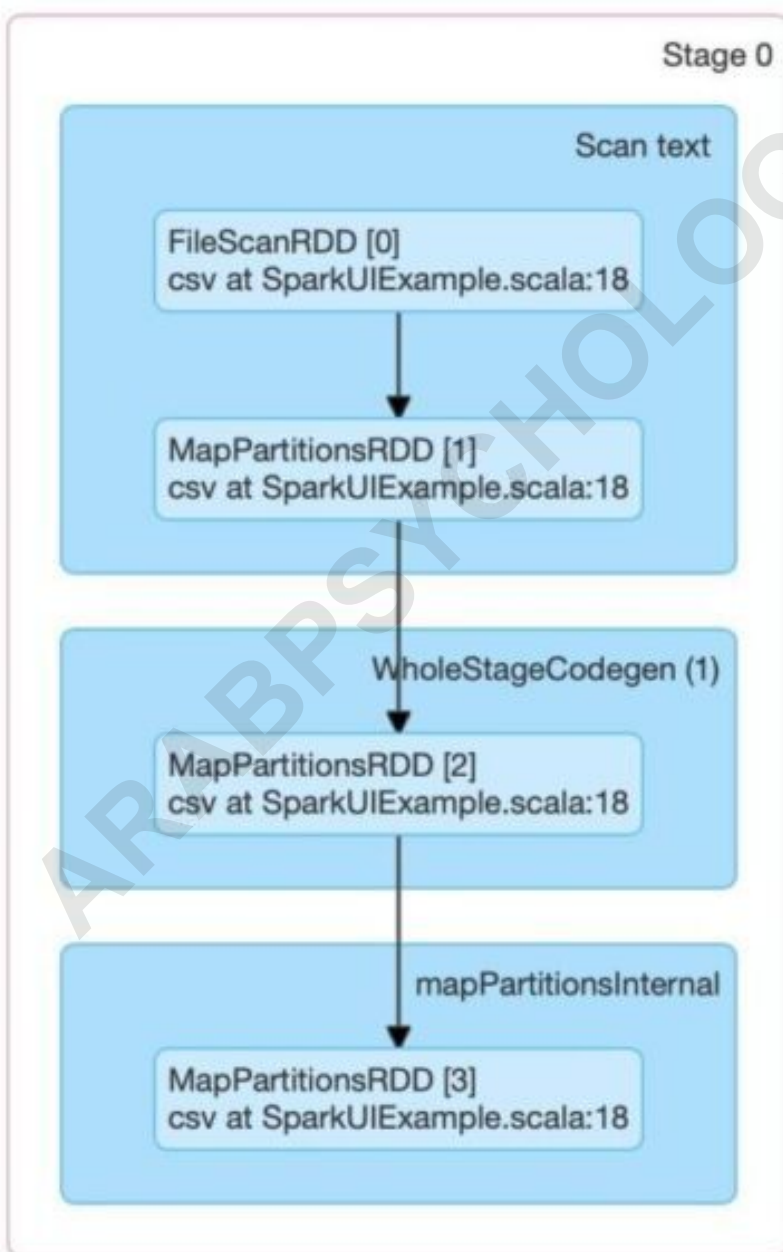 Stage 0
Scan text
FileScanRDD [0]
csv at SparkUIExample.scala:18
MapPartitionsRDD [1]
csv at SparkUIExample.scala:18
WholeStageCodegen (1)
MapPartitionsRDD [2]
csv at SparkUIExample.scala:18
mapPartitionsInternal
MapPartitionsRDD [3]
csv at SparkUIExample.scala:18